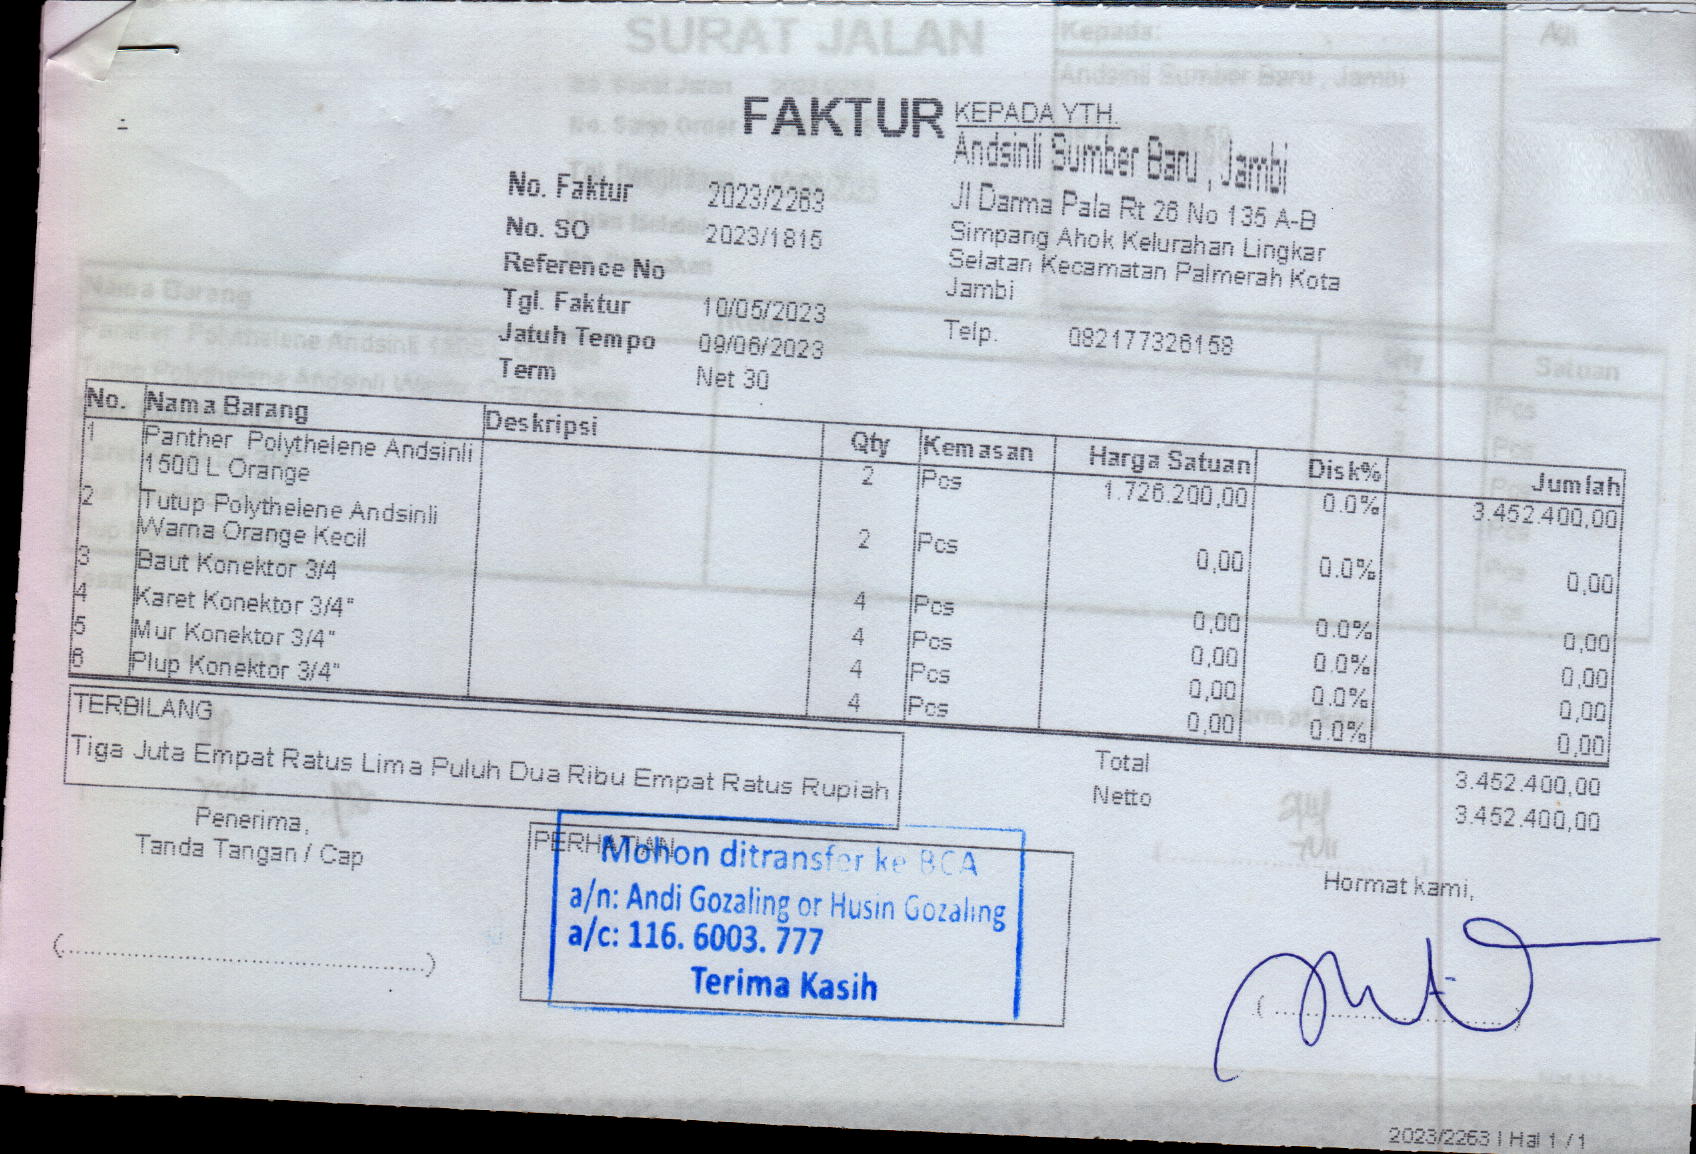 FAKTUR
KEPADA YTH.
Andsinli Sumber Baru , Jambi
Jl Darma Pala Rt 26 No 135 A-B
Simpang Ahok Kelurahan Lingkar
Selatan Kecamatan Palmerah Kota
Jambi
Telp. 082177326158
No. Faktur 2023/2263
No. SO 2023/1815
Reference No
Tgl. Faktur 10/05/2023
Jatuh Tempo 09/06/2023
Term Net 30
No. Nama Barang Deskripsi Qty Kemasan Harga Satuan Disk% Jumlah
1 Panther Polythelene Andsinli 2 Pcs 1.726.200,00 0.0% 3.452.400,00
1500 L Orange
2 Tutup Polythelene Andsinli 2 Pcs 0,00 0.0% 0,00
Warna Orange Kecil
3 Baut Konektor 3/4 4 Pcs 0,00 0.0% 0,00
4 Karet Konektor 3/4" 4 Pcs 0,00 0.0% 0,00
5 Mur Konektor 3/4" 4 Pcs 0,00 0.0% 0,00
6 Plup Konektor 3/4" 4 Pcs 0,00 0.0% 0,00
TERBILANG
Tiga Juta Empat Ratus Lima Puluh Dua Ribu Empat Ratus Rupiah
Total 3.452.400,00
Netto 3.452.400,00
Penerima,
Tanda Tangan / Cap
(..............................................)
PERHATIAN
Mohon ditransfer ke BCA
a/n: Andi Gozaling or Husin Gozaling
a/c: 116. 6003. 777
Terima Kasih
Hormat kami,
2023/2263 | Hal 1 / 1
SURAT JALAN
Kepada:
Andsinli Sumber Baru , Jambi
Nama Barang
Satuan